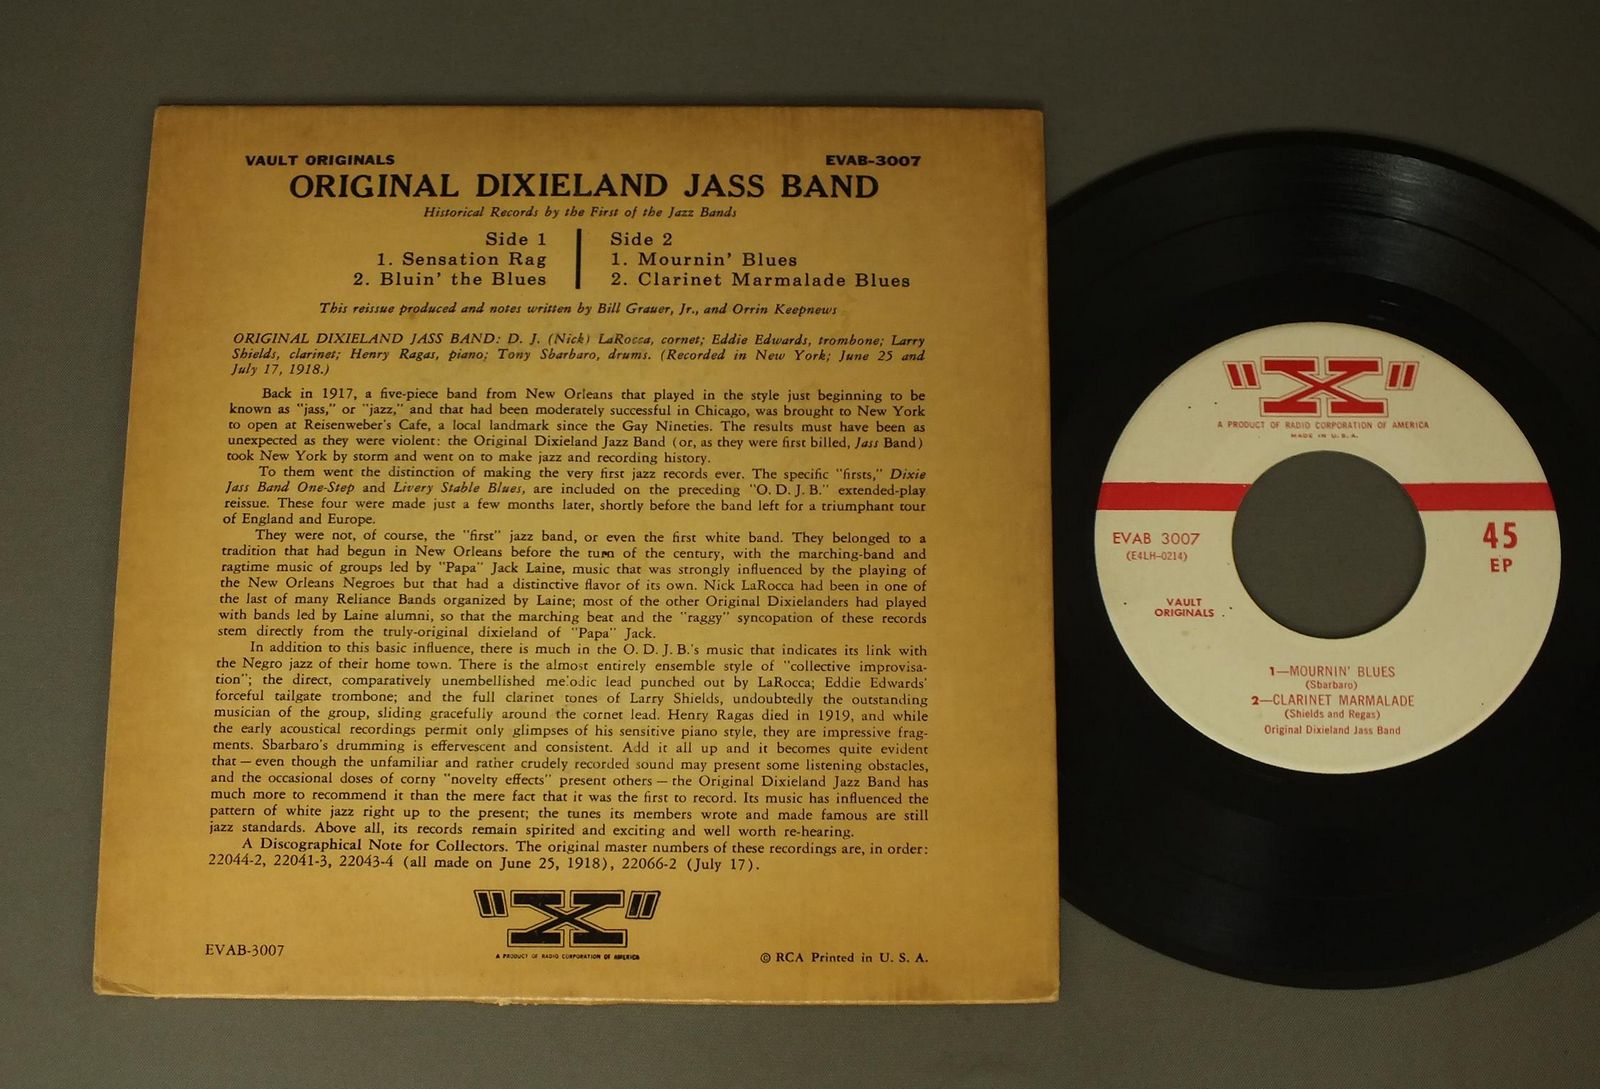 VAULT ORIGINALS
EVAB-3007
ORIGINAL DIXIELAND JASS BAND
Historical Records by the First of the Jazz Bands
Side 1
1. Sensation Rag
2. Bluin' the Blues
Side 2
1. Mournin' Blues
2. Clarinet Marmalade Blues
This reissue produced and notes written by Bill Grauer, Jr., and Orrin Keepnews
ORIGINAL DIXIELAND JASS BAND: D. J. (Nick) LaRocca, cornet; Eddie Edwards, trombone; Larry
Shields, clarinet; Henry Ragas, piano; Tony Sbarbaro, drums. (Recorded in New York; June 25 and
July 17, 1918.)
Back in 1917, a five-piece band from New Orleans that played in the style just beginning to be
known as "jass," or "jazz," and that had been moderately successful in Chicago, was brought to New York
to open at Reisenweber's Cafe, a local landmark since the Gay Nineties. The results must have been as
unexpected as they were violent: the Original Dixieland Jazz Band (or, as they were first billed, Jass Band)
took New York by storm and went on to make jazz and recording history.
To them went the distinction of making the very first jazz records ever. The specific "firsts," Dixie
Jass Band One-Step and Livery Stable Blues, are included on the preceding "O. D. J. B." extended-play
reissue. These four were made just a few months later, shortly before the band left for a triumphant tour
of England and Europe.
They were not, of course, the "first" jazz band, or even the first white band. They belonged to a
tradition that had begun in New Orleans before the turn of the century, with the marching-band and
ragtime music of groups led by "Papa" Jack Laine, music that was strongly influenced by the playing of
the New Orleans Negroes but that had a distinctive flavor of its own. Nick LaRocca had been in one of
the last of many Reliance Bands organized by Laine; most of the other Original Dixielanders had played
with bands led by Laine alumni, so that the marching beat and the "raggy" syncopation of these records
stem directly from the truly-original dixieland of "Papa" Jack.
In addition to this basic influence, there is much in the O. D. J. B.'s music that indicates its link with
the Negro jazz of their home town. There is the almost entirely ensemble style of "collective improvisa-
tion"; the direct, comparatively unembellished melodic lead punched out by LaRocca; Eddie Edwards'
forceful tailgate trombone; and the full clarinet tones of Larry Shields, undoubtedly the outstanding
musician of the group, sliding gracefully around the cornet lead. Henry Ragas died in 1919, and while
the early acoustical recordings permit only glimpses of his sensitive piano style, they are impressive frag-
ments. Sbarbaro's drumming is effervescent and consistent. Add it all up and it becomes quite evident
that — even though the unfamiliar and rather crudely recorded sound may present some listening obstacles,
and the occasional doses of corny "novelty effects" present others — the Original Dixieland Jazz Band has
much more to recommend it than the mere fact that it was the first to record. Its music has influenced the
pattern of white jazz right up to the present; the tunes its members wrote and made famous are still
jazz standards. Above all, its records remain spirited and exciting and well worth re-hearing.
A Discographical Note for Collectors. The original master numbers of these recordings are, in order:
22044-2, 22041-3, 22043-4 (all made on June 25, 1918), 22066-2 (July 17).
"X"
A PRODUCT OF RADIO CORPORATION OF AMERICA
EVAB-3007
© RCA Printed in U. S. A.
"X"
A PRODUCT OF RADIO CORPORATION OF AMERICA
MADE IN U.S.A.
EVAB 3007
(E4LH-0214)
45
EP
VAULT
ORIGINALS
1—MOURNIN' BLUES
(Sbarbaro)
2—CLARINET MARMALADE
(Shields and Regas)
Original Dixieland Jass Band